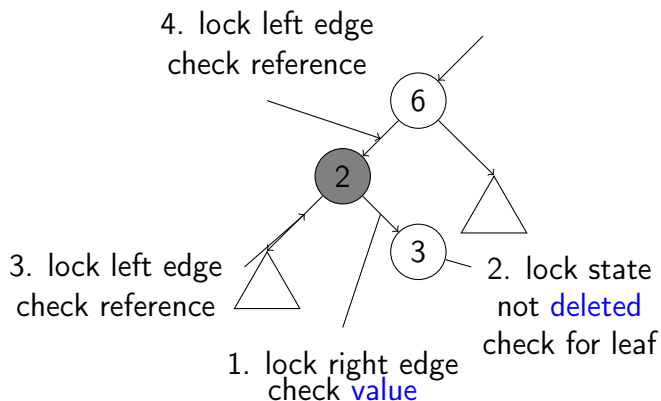 4. lock left edge
check reference
6
2
3
3. lock left edge
check reference
2. lock state
not deleted
check for leaf
1. lock right edge
check value